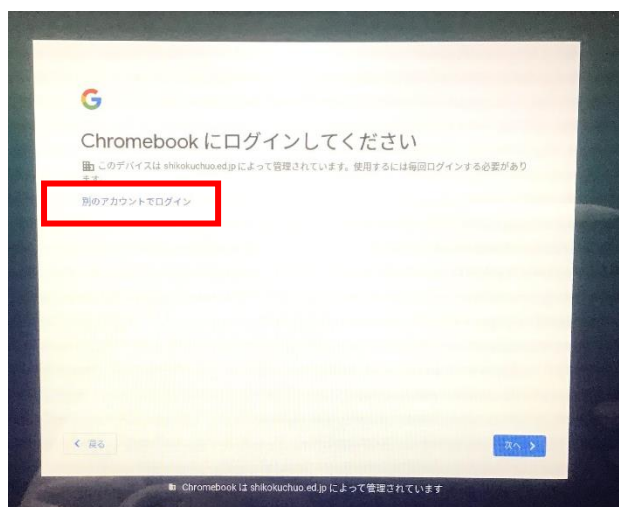 Chromebook にログインしてください
このデバイスは shikokuchuo.ed.jp によって管理されています。使用するには毎回ログインする必要があり
ます
別のアカウントでログイン
戻る
次へ
Chromebook は shikokuchuo.ed.jp によって管理されています